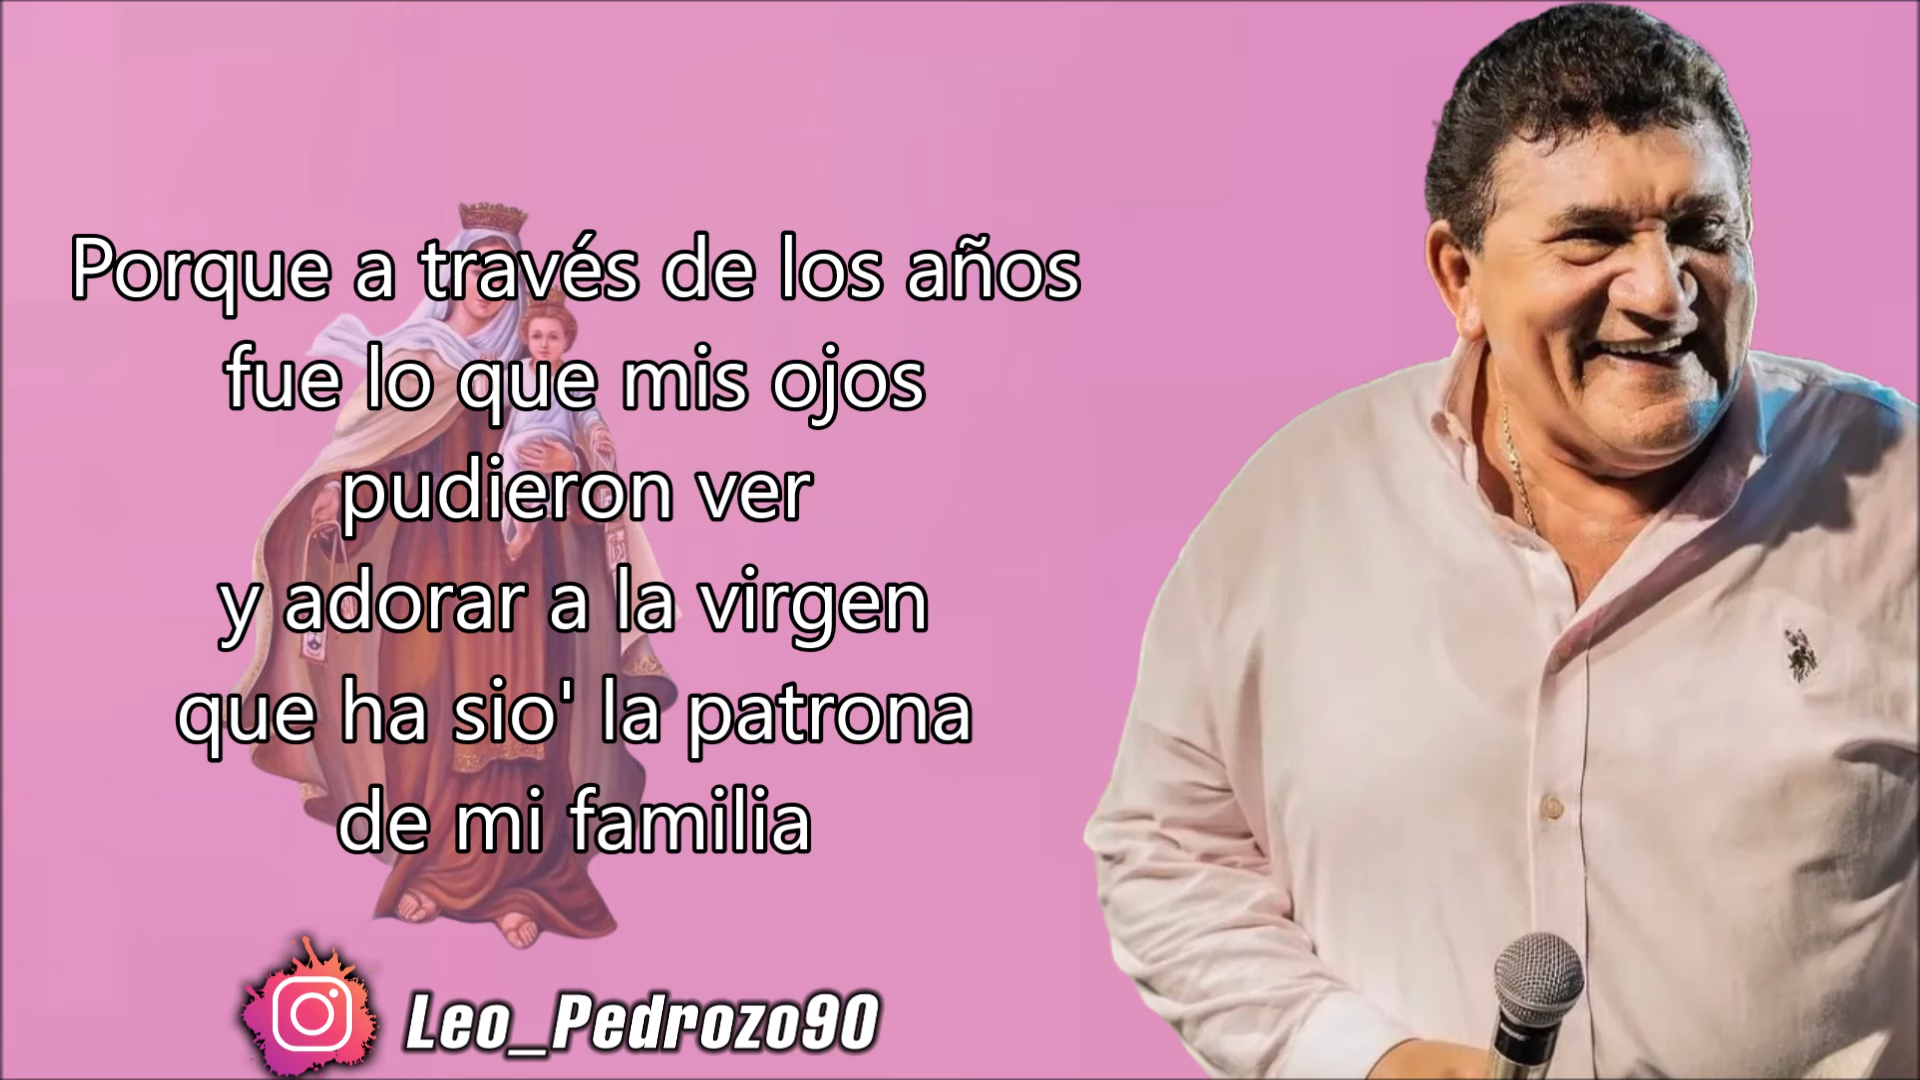 Porque a través de los años
fue lo que mis ojos
pudieron ver
y adorar a la virgen
que ha sio' la patrona
de mi familia
Leo_Pedrozo90